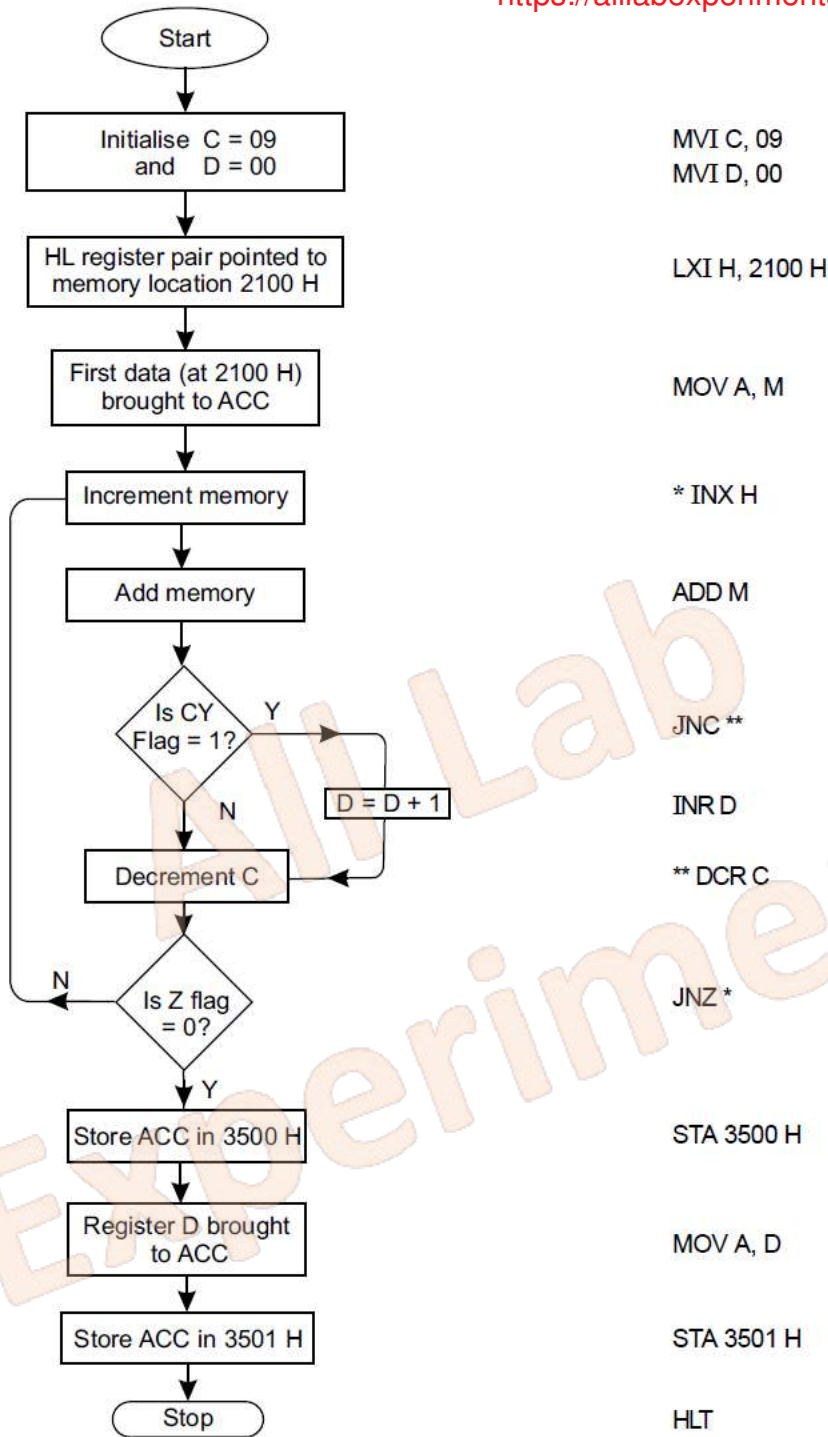 Start
Initialise C = 09
and D = 00
MVI C, 09
MVI D, 00
HL register pair pointed to
memory location 2100 H
LXI H, 2100 H
First data (at 2100 H)
brought to ACC
MOV A, M
Increment memory
* INX H
Add memory
ADD M
Is CY
Flag = 1?
Y
N
JNC **
D = D + 1
INR D
Decrement C
** DCR C
Is Z flag
= 0?
N
Y
JNZ *
Store ACC in 3500 H
STA 3500 H
Register D brought
to ACC
MOV A, D
Store ACC in 3501 H
STA 3501 H
Stop
HLT
All Lab